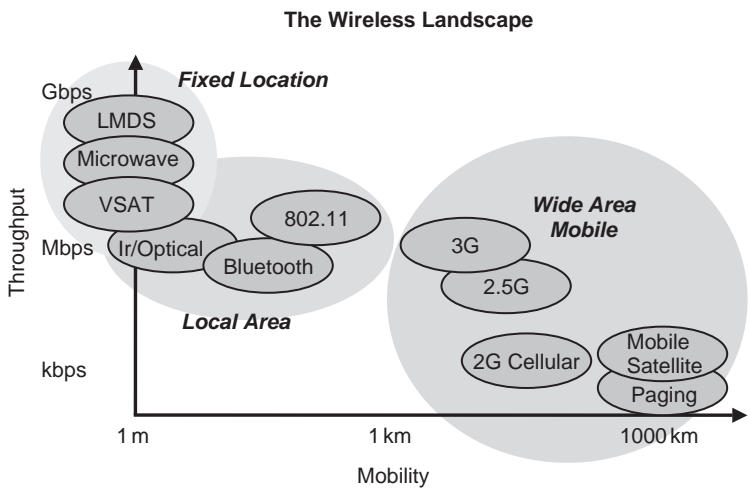 The Wireless Landscape
Fixed Location
Gbps
LMDS
Microwave
VSAT
802.11
Wide Area
Mobile
Throughput
Mbps
Ir/Optical
Bluetooth
3G
2.5G
Local Area
kbps
2G Cellular
Mobile
Satellite
Paging
1 m
1 km
1000 km
Mobility